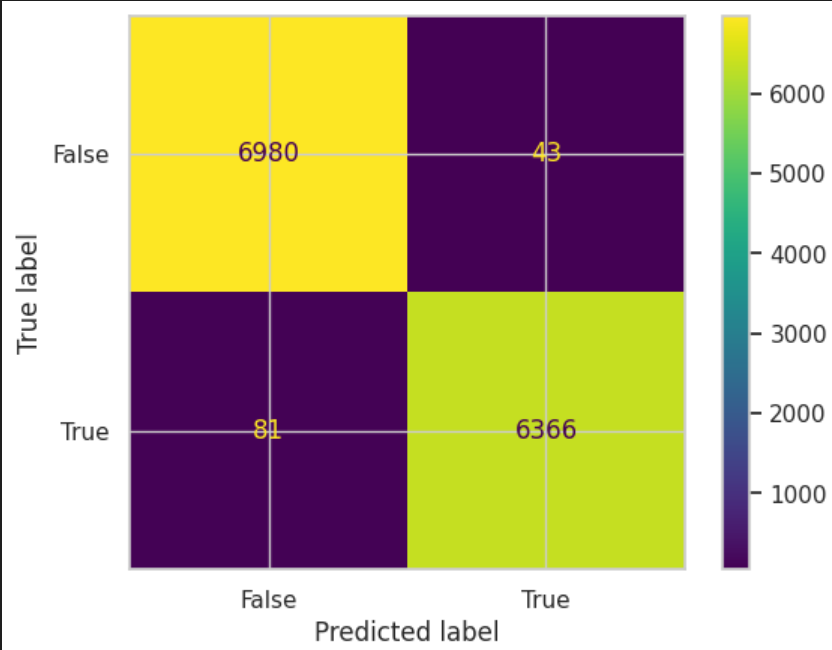 6980
43
81
6366
False
True
True label
False
True
Predicted label
6000
5000
4000
3000
2000
1000